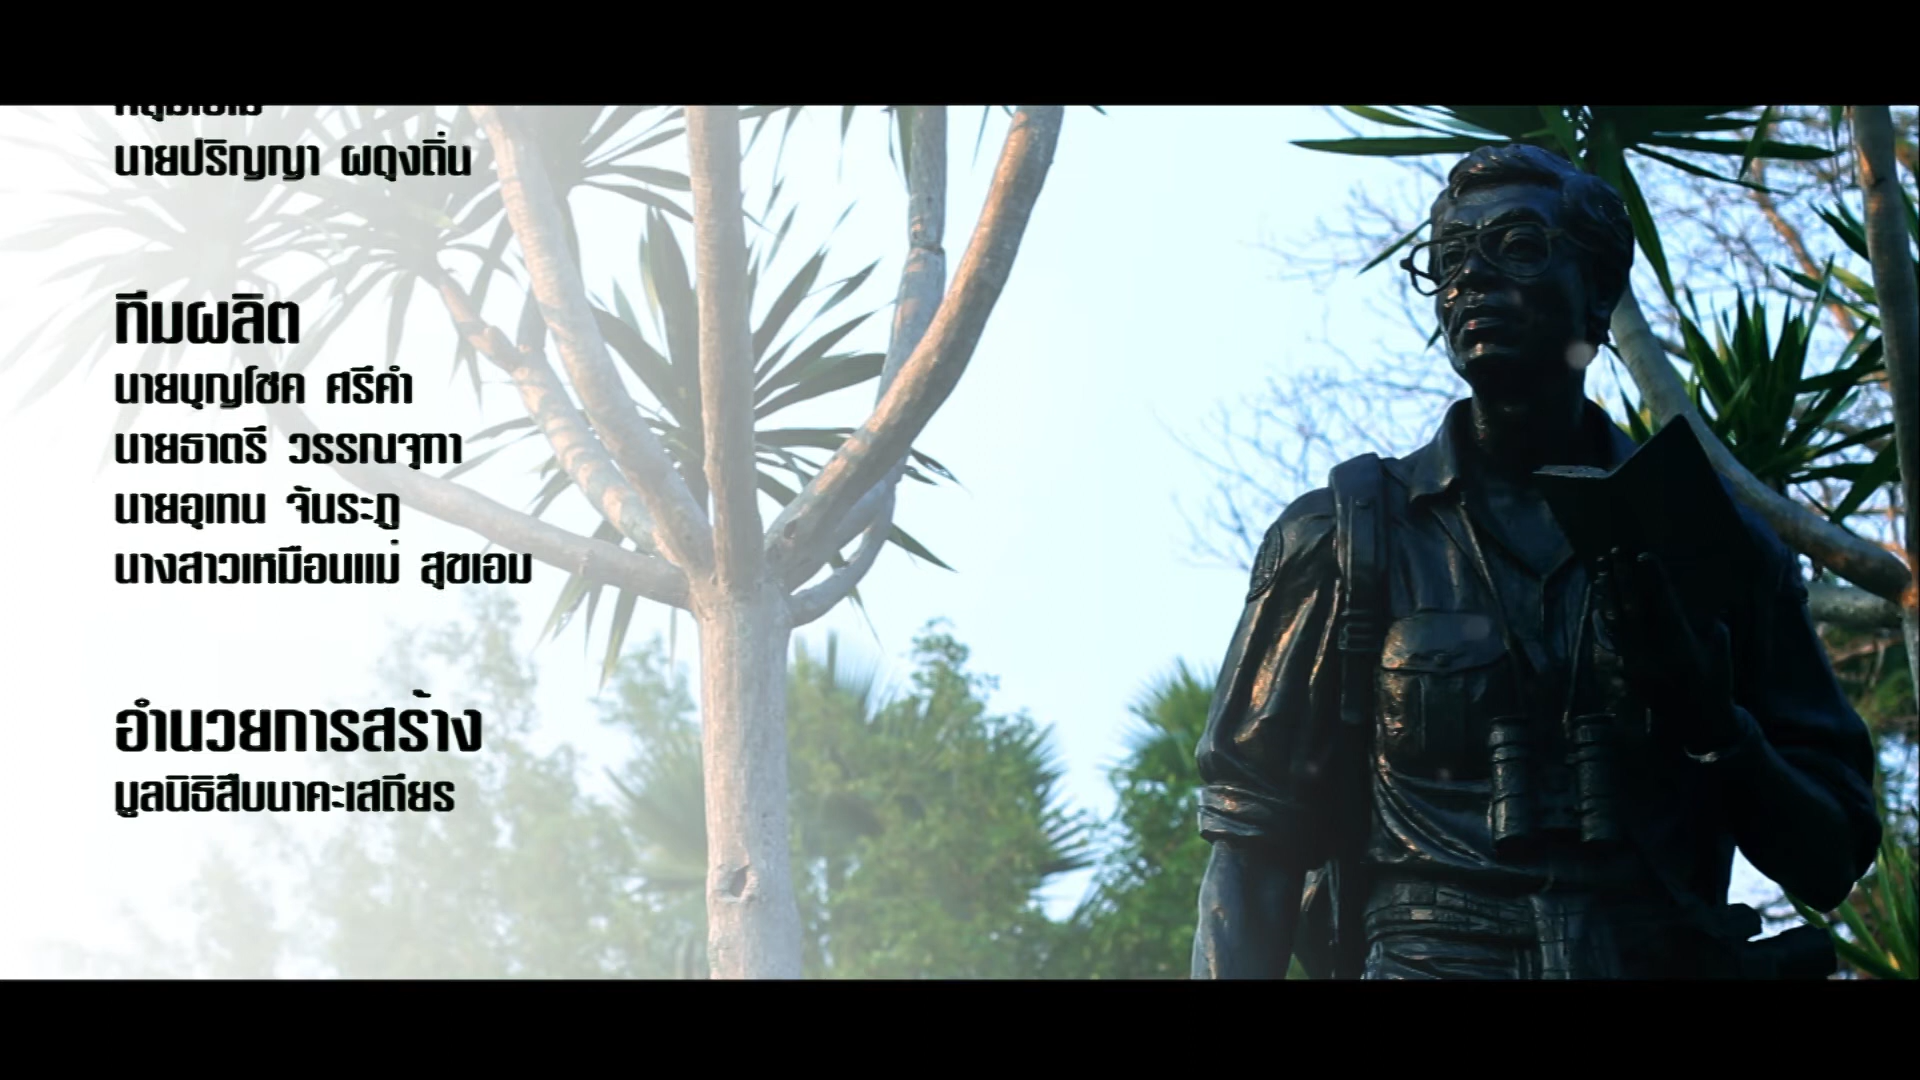 นายปริญญา ผดุงถิ่น
ทีมผลิต
นายบุญโชค ศรีคำ
นายธาตรี วรรณจุฑา
นายอุเทน จันระภู
นางสาวเหมือนแม่ สุขเอม
อำนวยการสร้าง
มูลนิธิสืบนาคะเสถียร